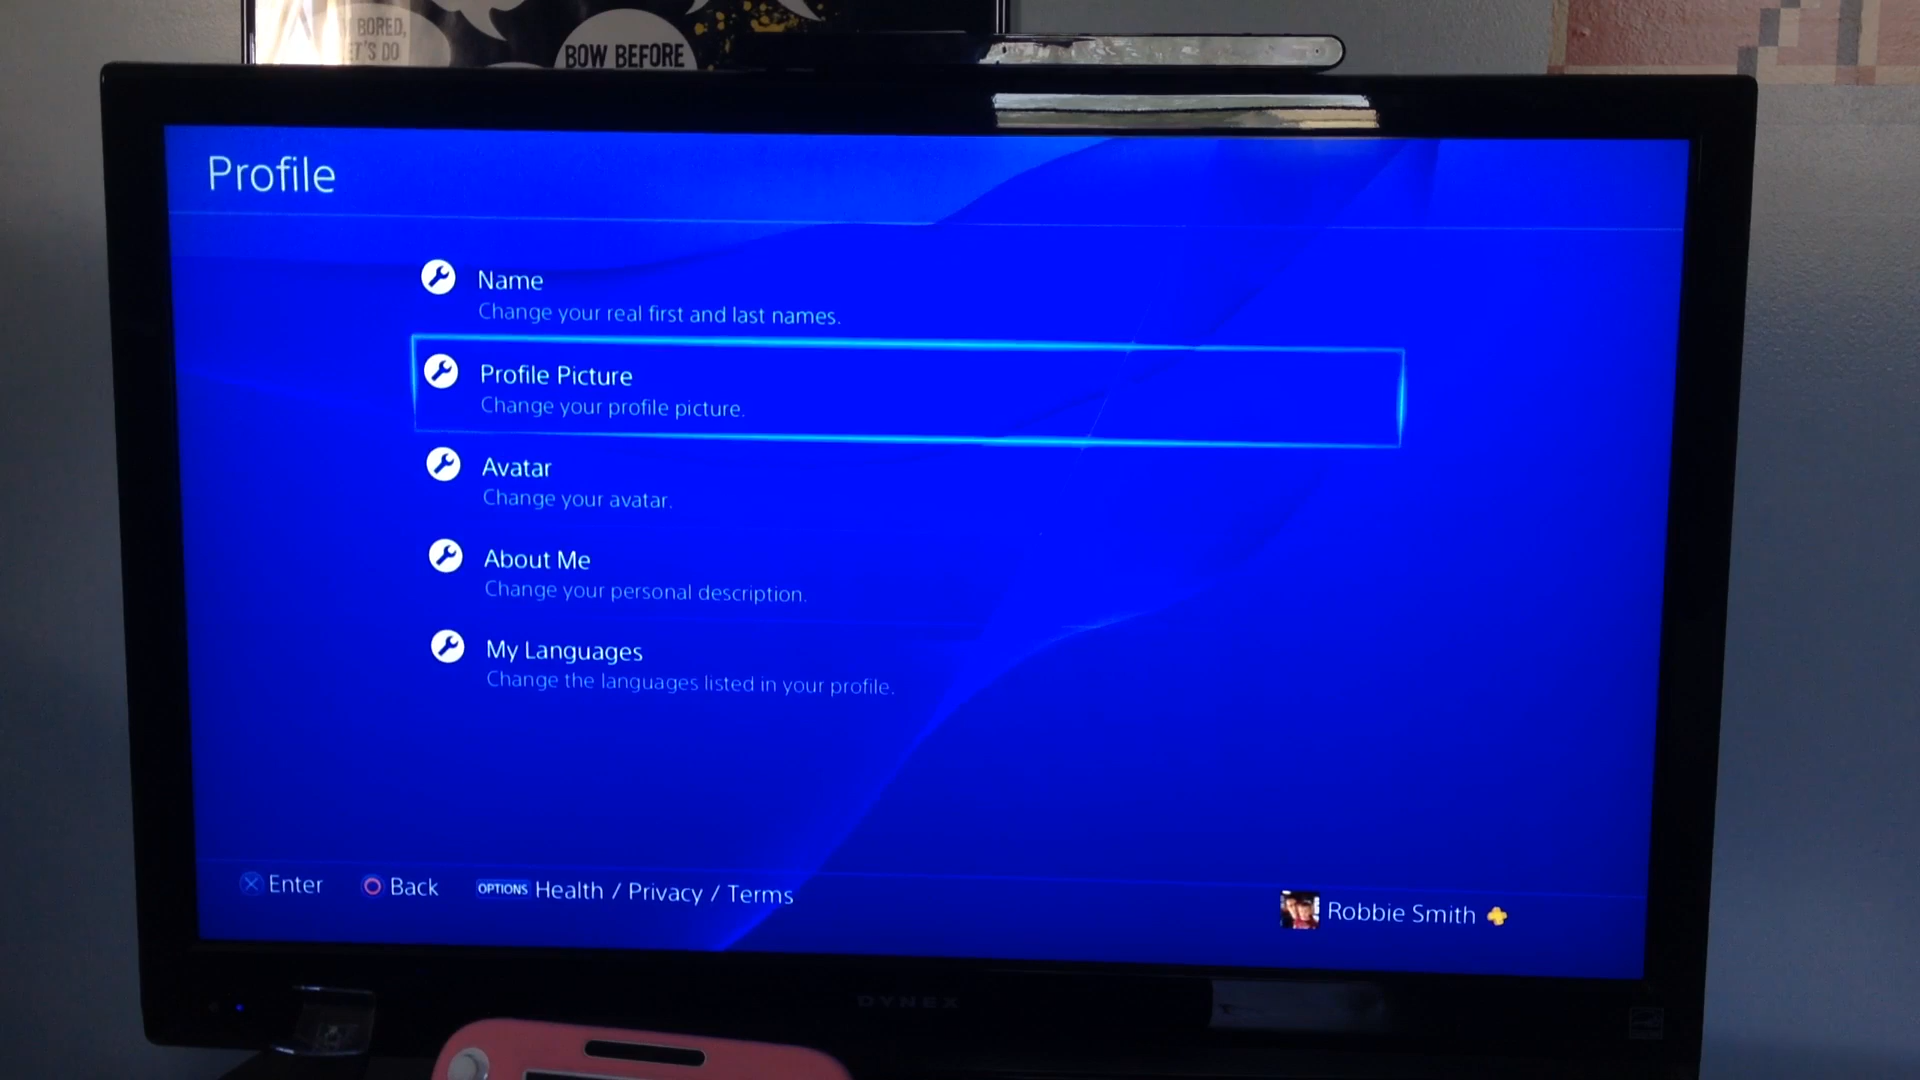 BORED,
LET'S DO
BOW BEFORE
Profile
Name
Change your real first and last names.
Profile Picture
Change your profile picture.
Avatar
Change your avatar.
About Me
Change your personal description.
My Languages
Change the languages listed in your profile.
Enter Back OPTIONS Health / Privacy / Terms
Robbie Smith
DYNEX